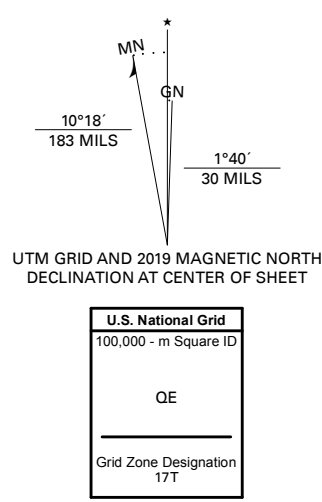 MN
GN
10°18´
183 MILS
1°40´
30 MILS
UTM GRID AND 2019 MAGNETIC NORTH
DECLINATION AT CENTER OF SHEET
U.S. National Grid
100,000 - m Square ID
QE
Grid Zone Designation
17T